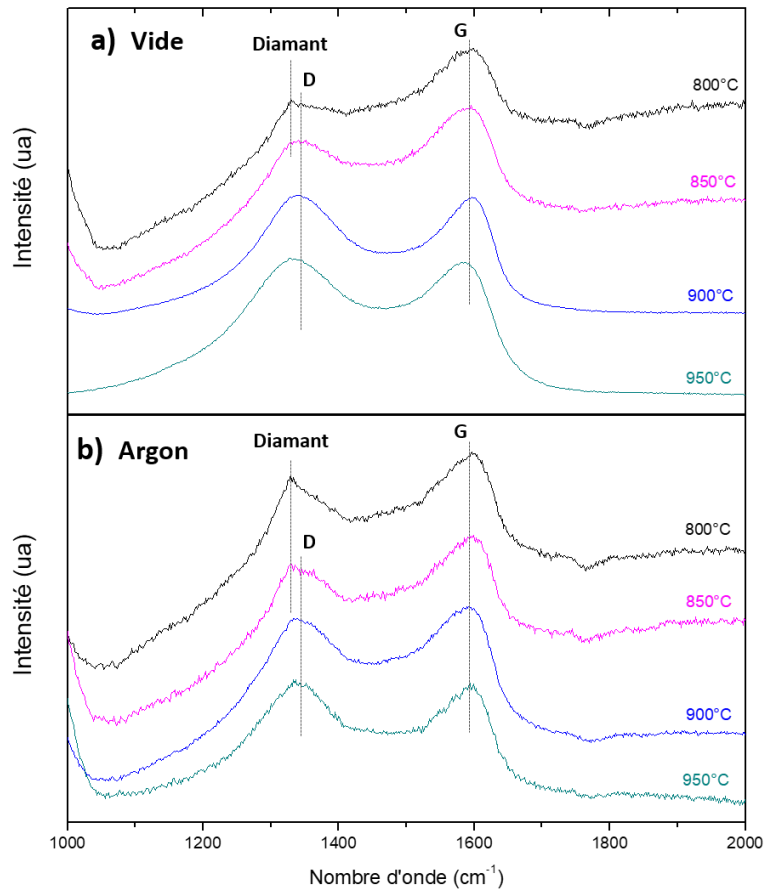 a) Vide
Diamant
D
G
800°C
850°C
900°C
950°C
Intensité (ua)
b) Argon
Diamant
D
G
800°C
850°C
900°C
950°C
Intensité (ua)
1000 1200 1400 1600 1800 2000
Nombre d'onde (cm⁻¹)